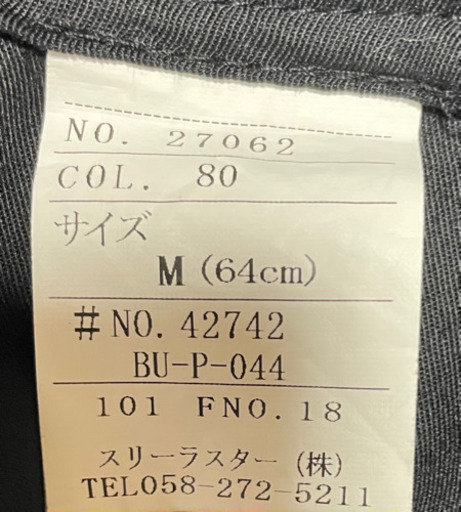 NO. 27062
COL. 80
サイズ
M (64cm)
#NO. 42742
BU-P-044
101 FNO. 18
スリーラスター (株)
TEL058-272-5211